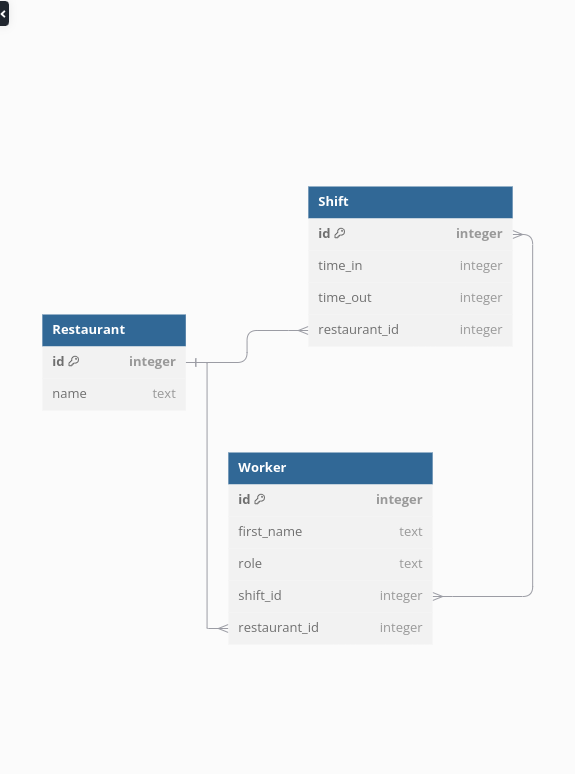 Shift
id integer
time_in integer
time_out integer
restaurant_id integer
Restaurant
id integer
name text
Worker
id integer
first_name text
role text
shift_id integer
restaurant_id integer